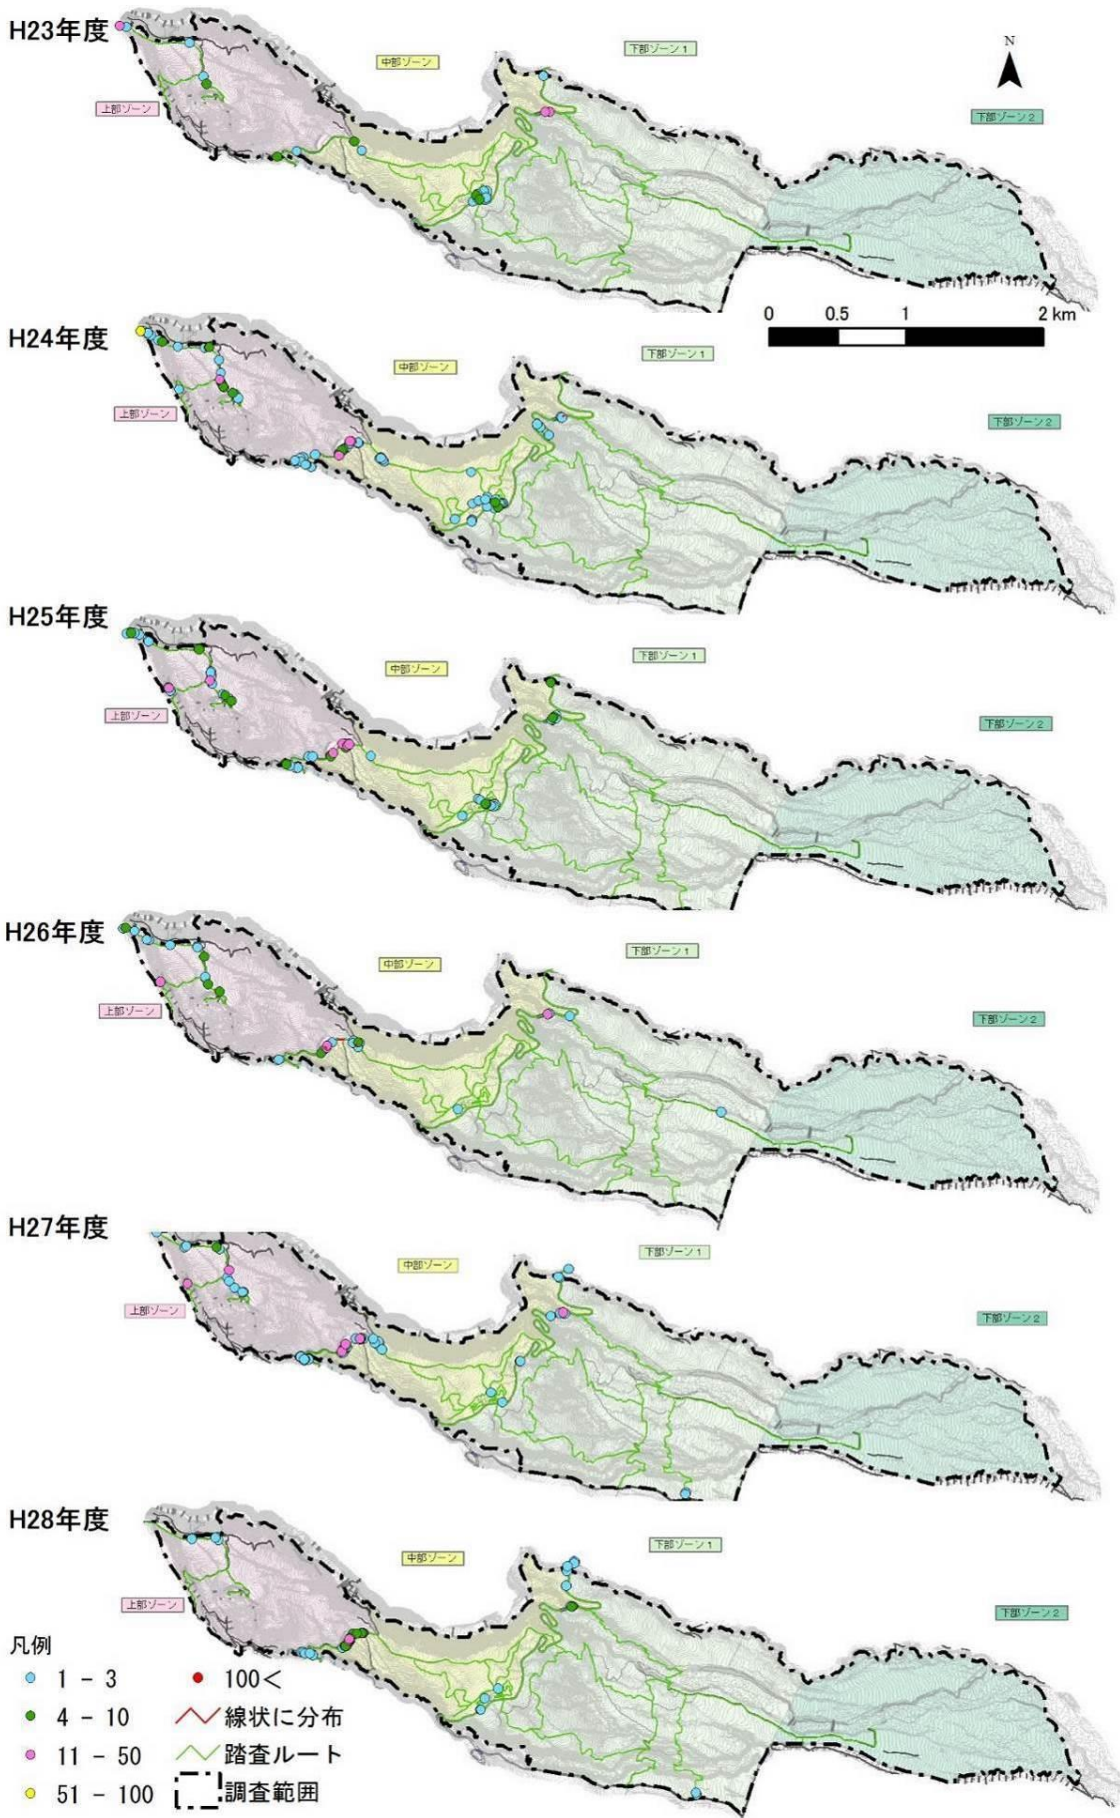 H23年度
下部ゾーン1
中部ゾーン
N
上部ゾーン
下部ゾーン2
0 0.5 1 2 km
H24年度
下部ゾーン1
中部ゾーン
上部ゾーン
下部ゾーン2
H25年度
下部ゾーン1
中部ゾーン
上部ゾーン
下部ゾーン2
H26年度
下部ゾーン1
中部ゾーン
上部ゾーン
下部ゾーン2
H27年度
下部ゾーン1
中部ゾーン
上部ゾーン
下部ゾーン2
H28年度
下部ゾーン1
中部ゾーン
上部ゾーン
下部ゾーン2
凡例
1 - 3
4 - 10
11 - 50
51 - 100
100<
線状に分布
踏査ルート
調査範囲